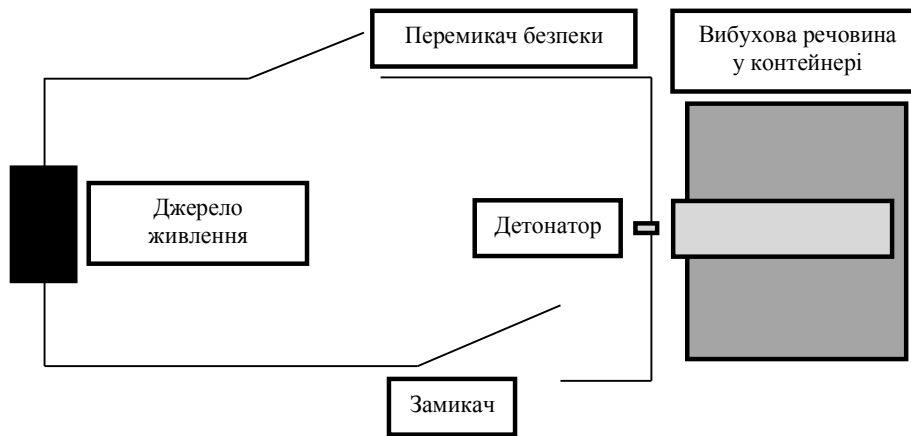 Перемикач безпеки
Вибухова речовина
у контейнері
Джерело
живлення
Детонатор
Замикач